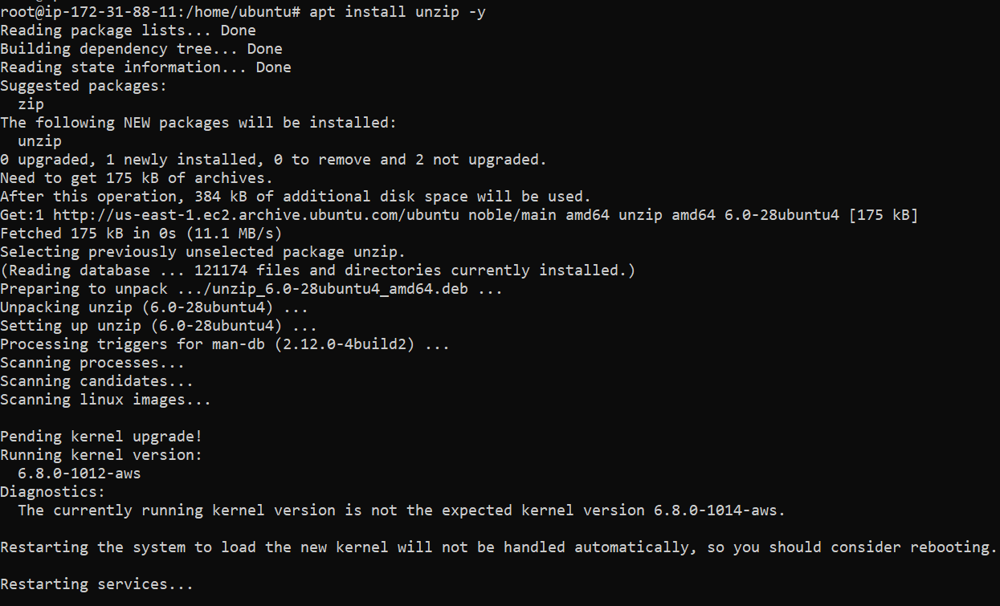 root@ip-172-31-88-11:/home/ubuntu# apt install unzip -y
Reading package lists... Done
Building dependency tree... Done
Reading state information... Done
Suggested packages:
  zip
The following NEW packages will be installed:
  unzip
0 upgraded, 1 newly installed, 0 to remove and 2 not upgraded.
Need to get 175 kB of archives.
After this operation, 384 kB of additional disk space will be used.
Get:1 http://us-east-1.ec2.archive.ubuntu.com/ubuntu noble/main amd64 unzip amd64 6.0-28ubuntu4 [175 kB]
Fetched 175 kB in 0s (11.1 MB/s)
Selecting previously unselected package unzip.
(Reading database ... 121174 files and directories currently installed.)
Preparing to unpack .../unzip_6.0-28ubuntu4_amd64.deb ...
Unpacking unzip (6.0-28ubuntu4) ...
Setting up unzip (6.0-28ubuntu4) ...
Processing triggers for man-db (2.12.0-4build2) ...
Scanning processes...
Scanning candidates...
Scanning linux images...

Pending kernel upgrade!
Running kernel version:
  6.8.0-1012-aws
Diagnostics:
  The currently running kernel version is not the expected kernel version 6.8.0-1014-aws.

Restarting the system to load the new kernel will not be handled automatically, so you should consider rebooting.

Restarting services...